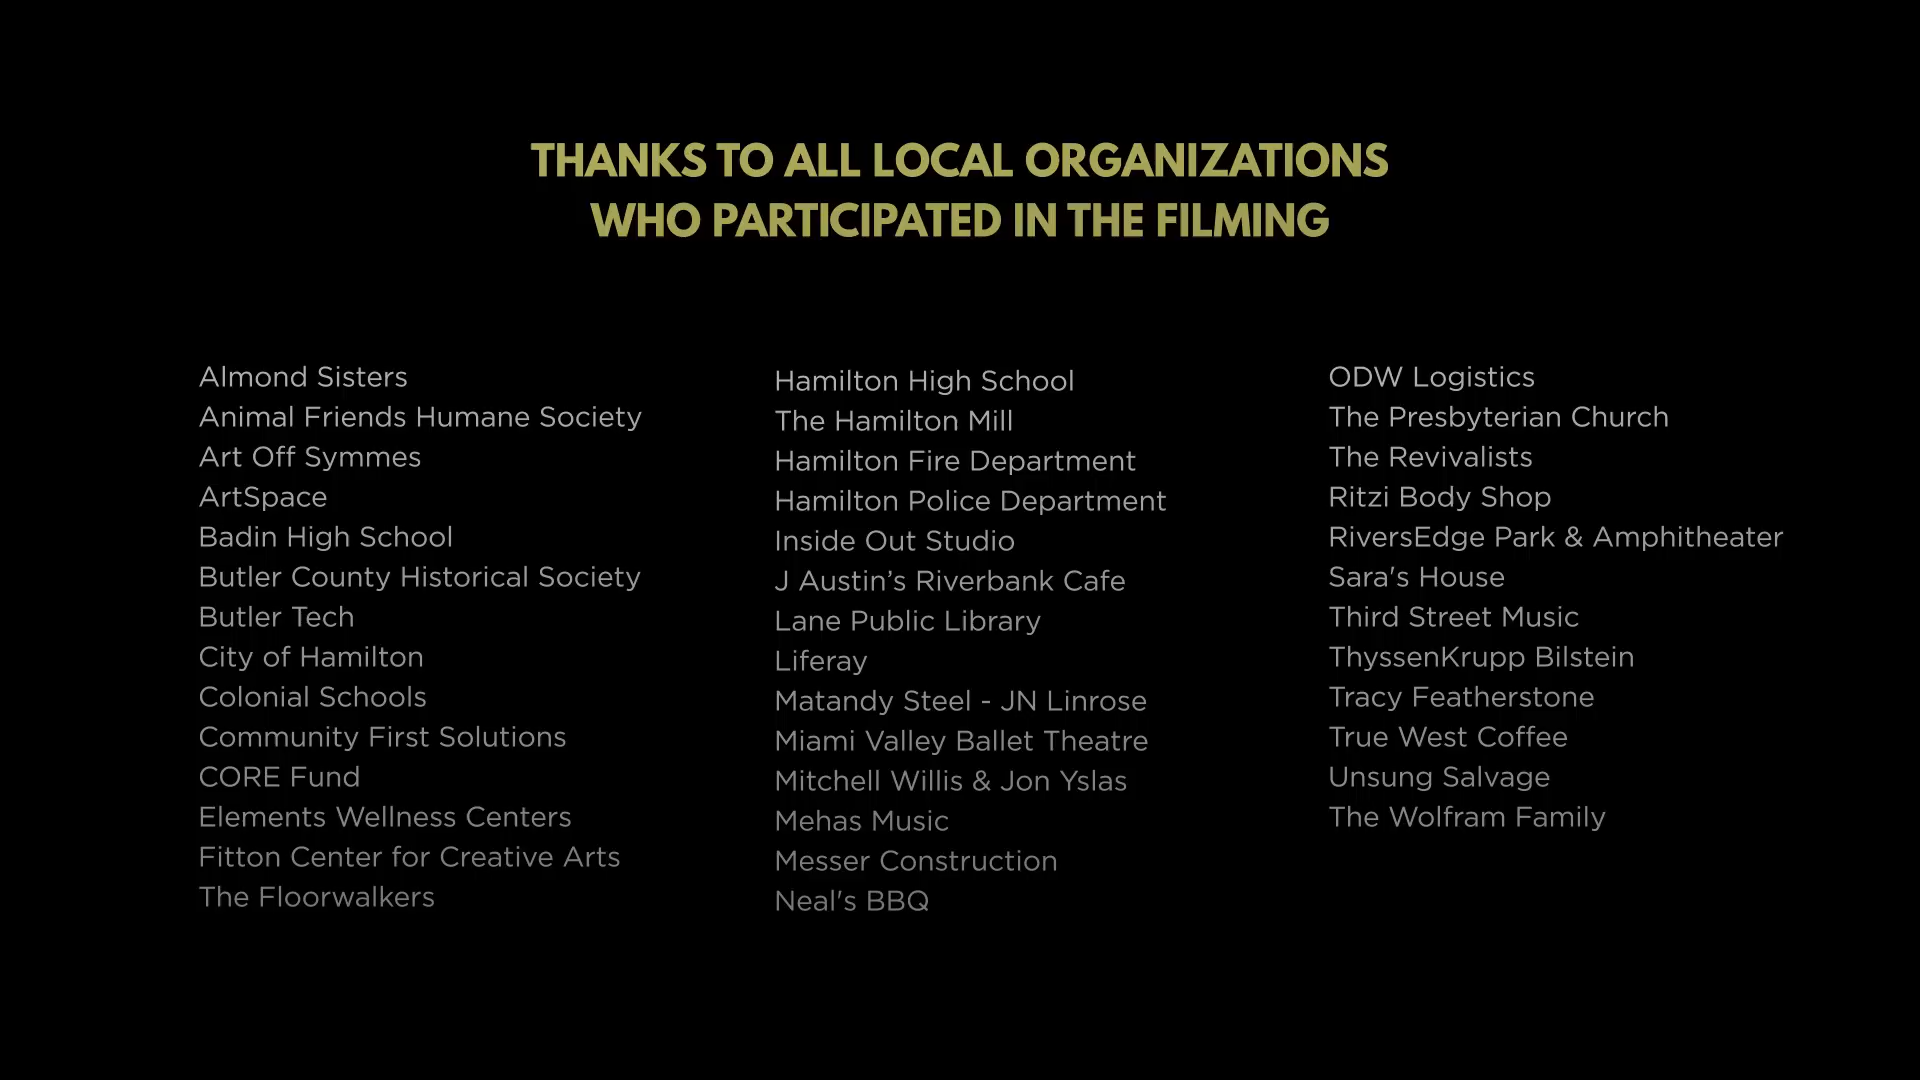 THANKS TO ALL LOCAL ORGANIZATIONS
WHO PARTICIPATED IN THE FILMING
Almond Sisters
Animal Friends Humane Society
Art Off Symmes
ArtSpace
Badin High School
Butler County Historical Society
Butler Tech
City of Hamilton
Colonial Schools
Community First Solutions
CORE Fund
Elements Wellness Centers
Fitton Center for Creative Arts
The Floorwalkers
Hamilton High School
The Hamilton Mill
Hamilton Fire Department
Hamilton Police Department
Inside Out Studio
J Austin’s Riverbank Cafe
Lane Public Library
Liferay
Matandy Steel - JN Linrose
Miami Valley Ballet Theatre
Mitchell Willis & Jon Yslas
Mehas Music
Messer Construction
Neal's BBQ
ODW Logistics
The Presbyterian Church
The Revivalists
Ritzi Body Shop
RiversEdge Park & Amphitheater
Sara's House
Third Street Music
ThyssenKrupp Bilstein
Tracy Featherstone
True West Coffee
Unsung Salvage
The Wolfram Family